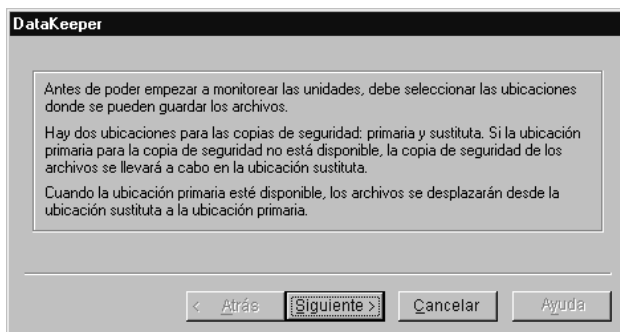 DataKeeper
Antes de poder empezar a monitorear las unidades, debe seleccionar las ubicaciones
donde se pueden guardar los archivos.
Hay dos ubicaciones para las copias de seguridad: primaria y sustituta. Si la ubicación
primaria para la copia de seguridad no está disponible, la copia de seguridad de los
archivos se llevará a cabo en la ubicación sustituta.
Cuando la ubicación primaria esté disponible, los archivos se desplazarán desde la
ubicación sustituta a la ubicación primaria.
< Atrás Siguiente > Cancelar Ayuda